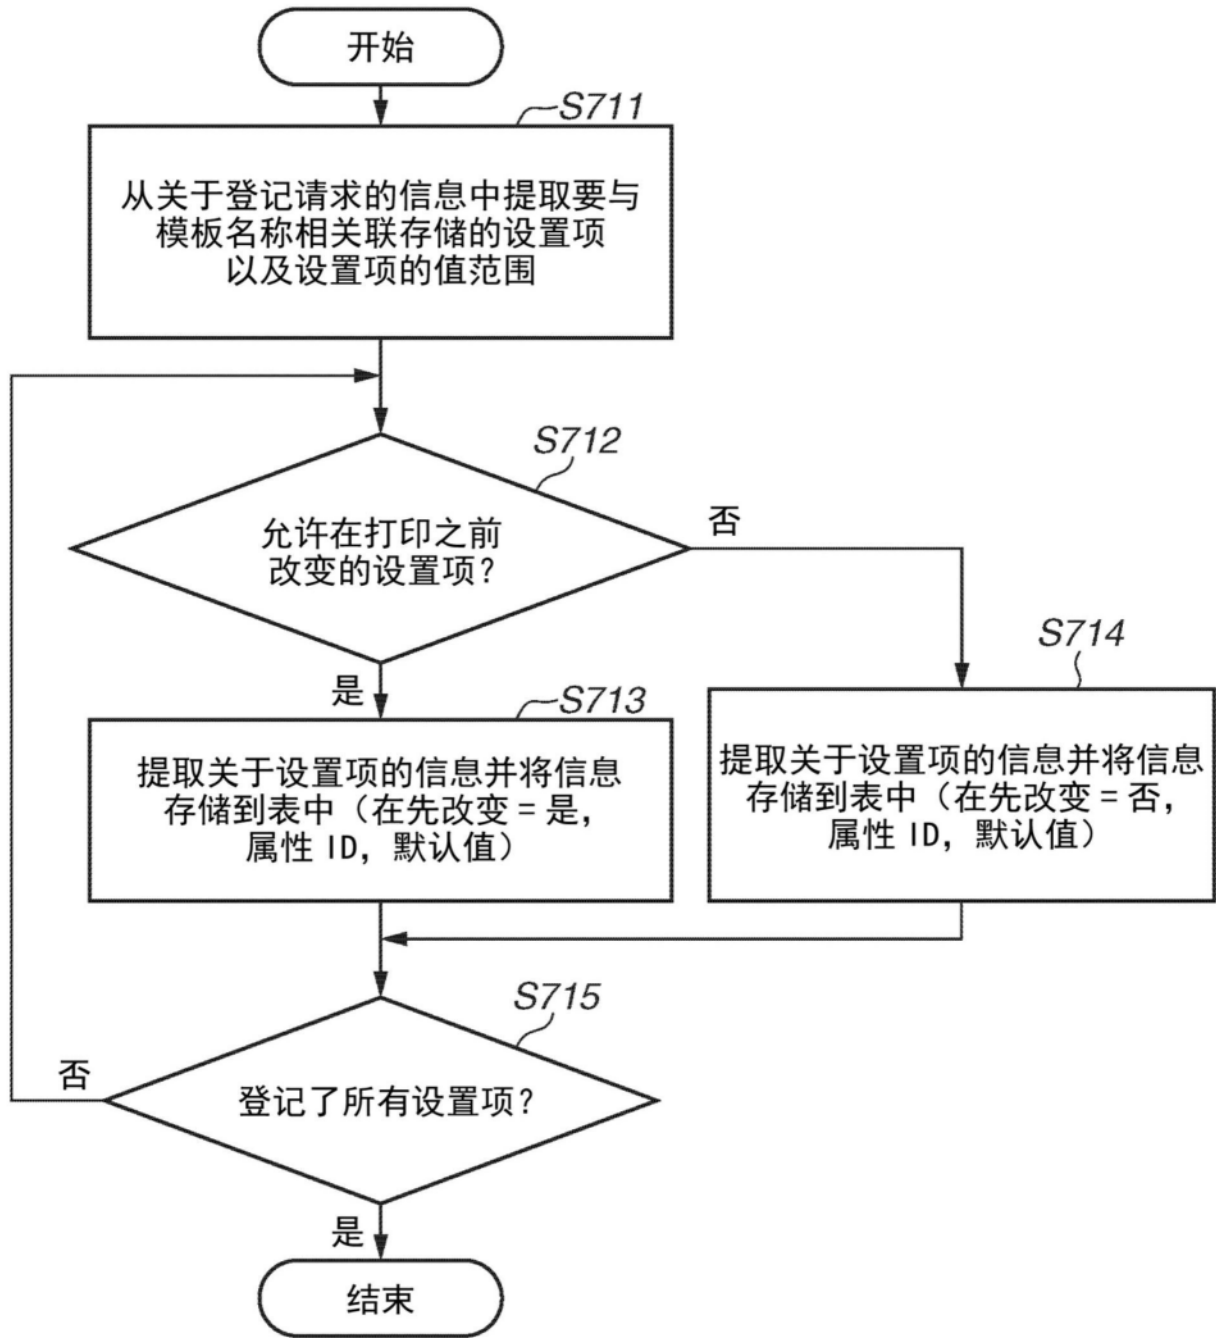 开始
S711
从关于登记请求的信息中提取要与
模板名称相关联存储的设置项
以及设置项的值范围
S712
允许在打印之前
改变的设置项？
否
是
S713
提取关于设置项的信息并将信息
存储到表中（在先改变 = 是，
属性 ID，默认值）
S714
提取关于设置项的信息并将信息
存储到表中（在先改变 = 否，
属性 ID，默认值）
S715
登记了所有设置项？
否
是
结束